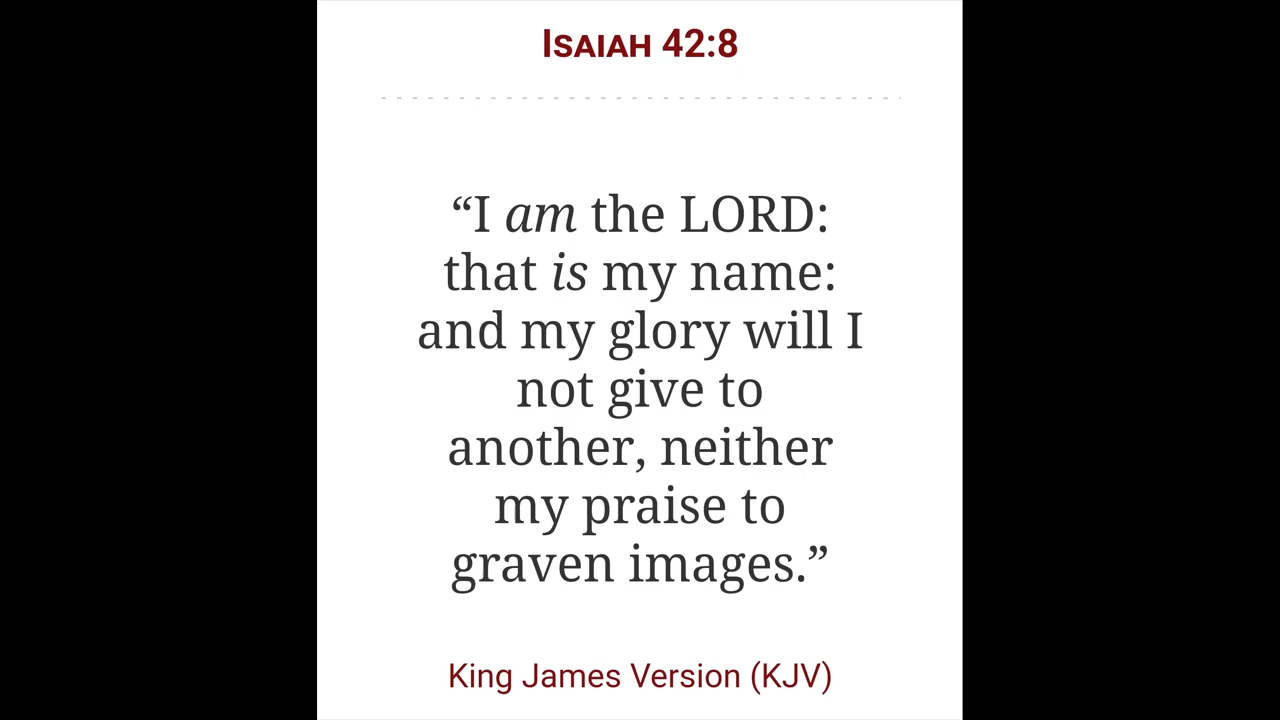 Isaiah 42:8
“I am the LORD:
that is my name:
and my glory will I
not give to
another, neither
my praise to
graven images.”
King James Version (KJV)